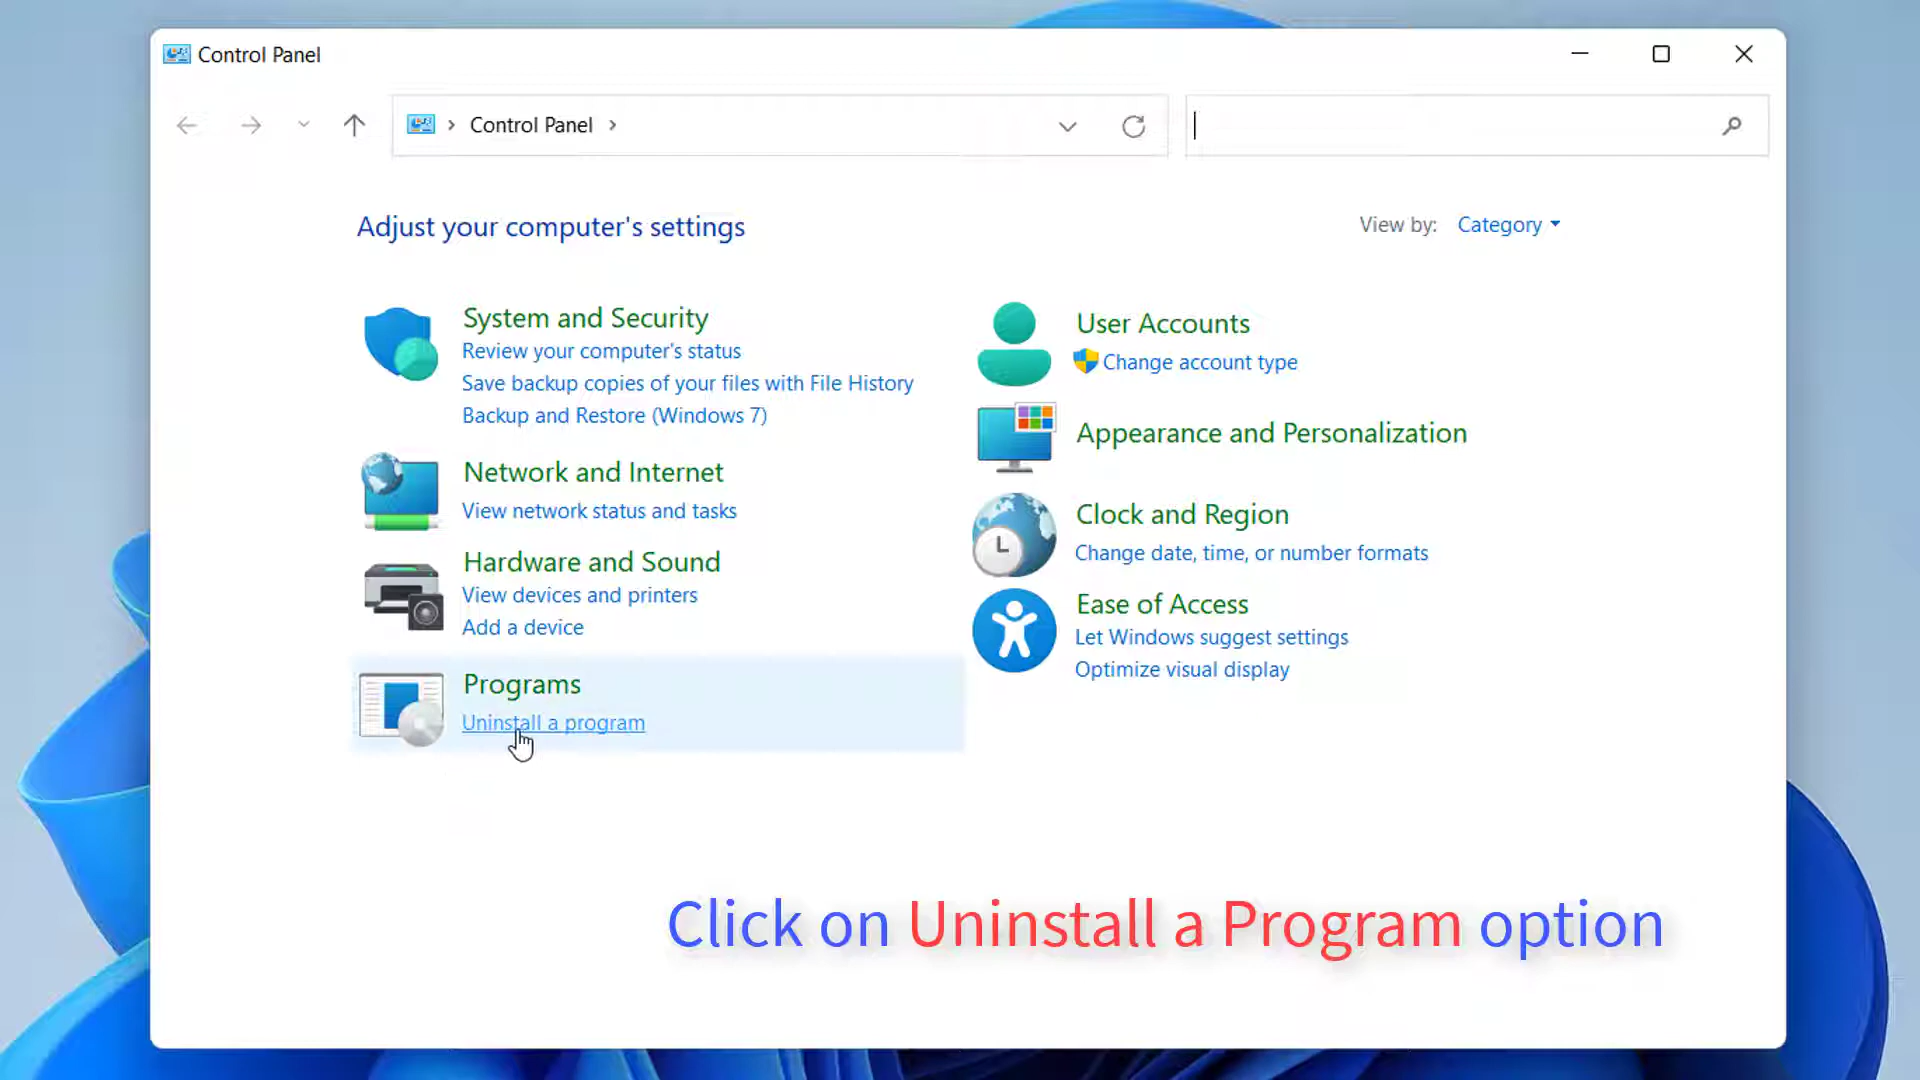 Control Panel
Control Panel
Adjust your computer's settings
View by: Category
System and Security
Review your computer's status
Save backup copies of your files with File History
Backup and Restore (Windows 7)
Network and Internet
View network status and tasks
Hardware and Sound
View devices and printers
Add a device
Programs
Uninstall a program
User Accounts
Change account type
Appearance and Personalization
Clock and Region
Change date, time, or number formats
Ease of Access
Let Windows suggest settings
Optimize visual display
Click on Uninstall a Program option